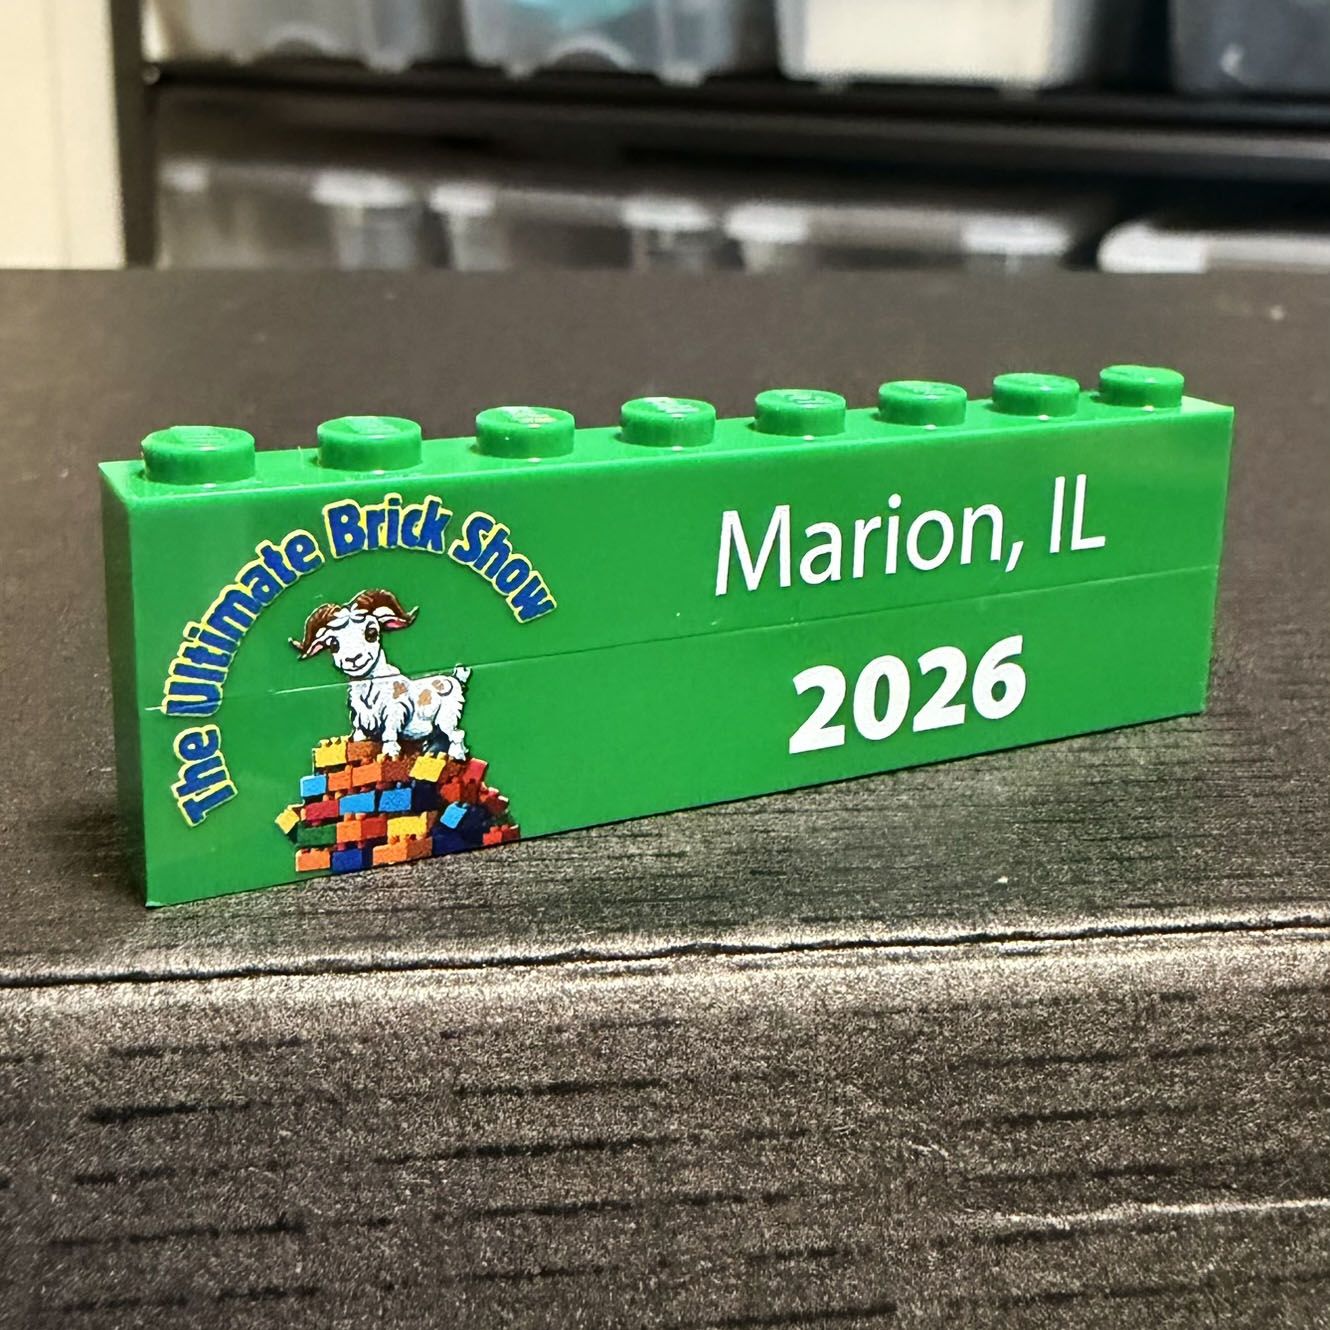 The Ultimate Brick Show
Marion, IL
2026